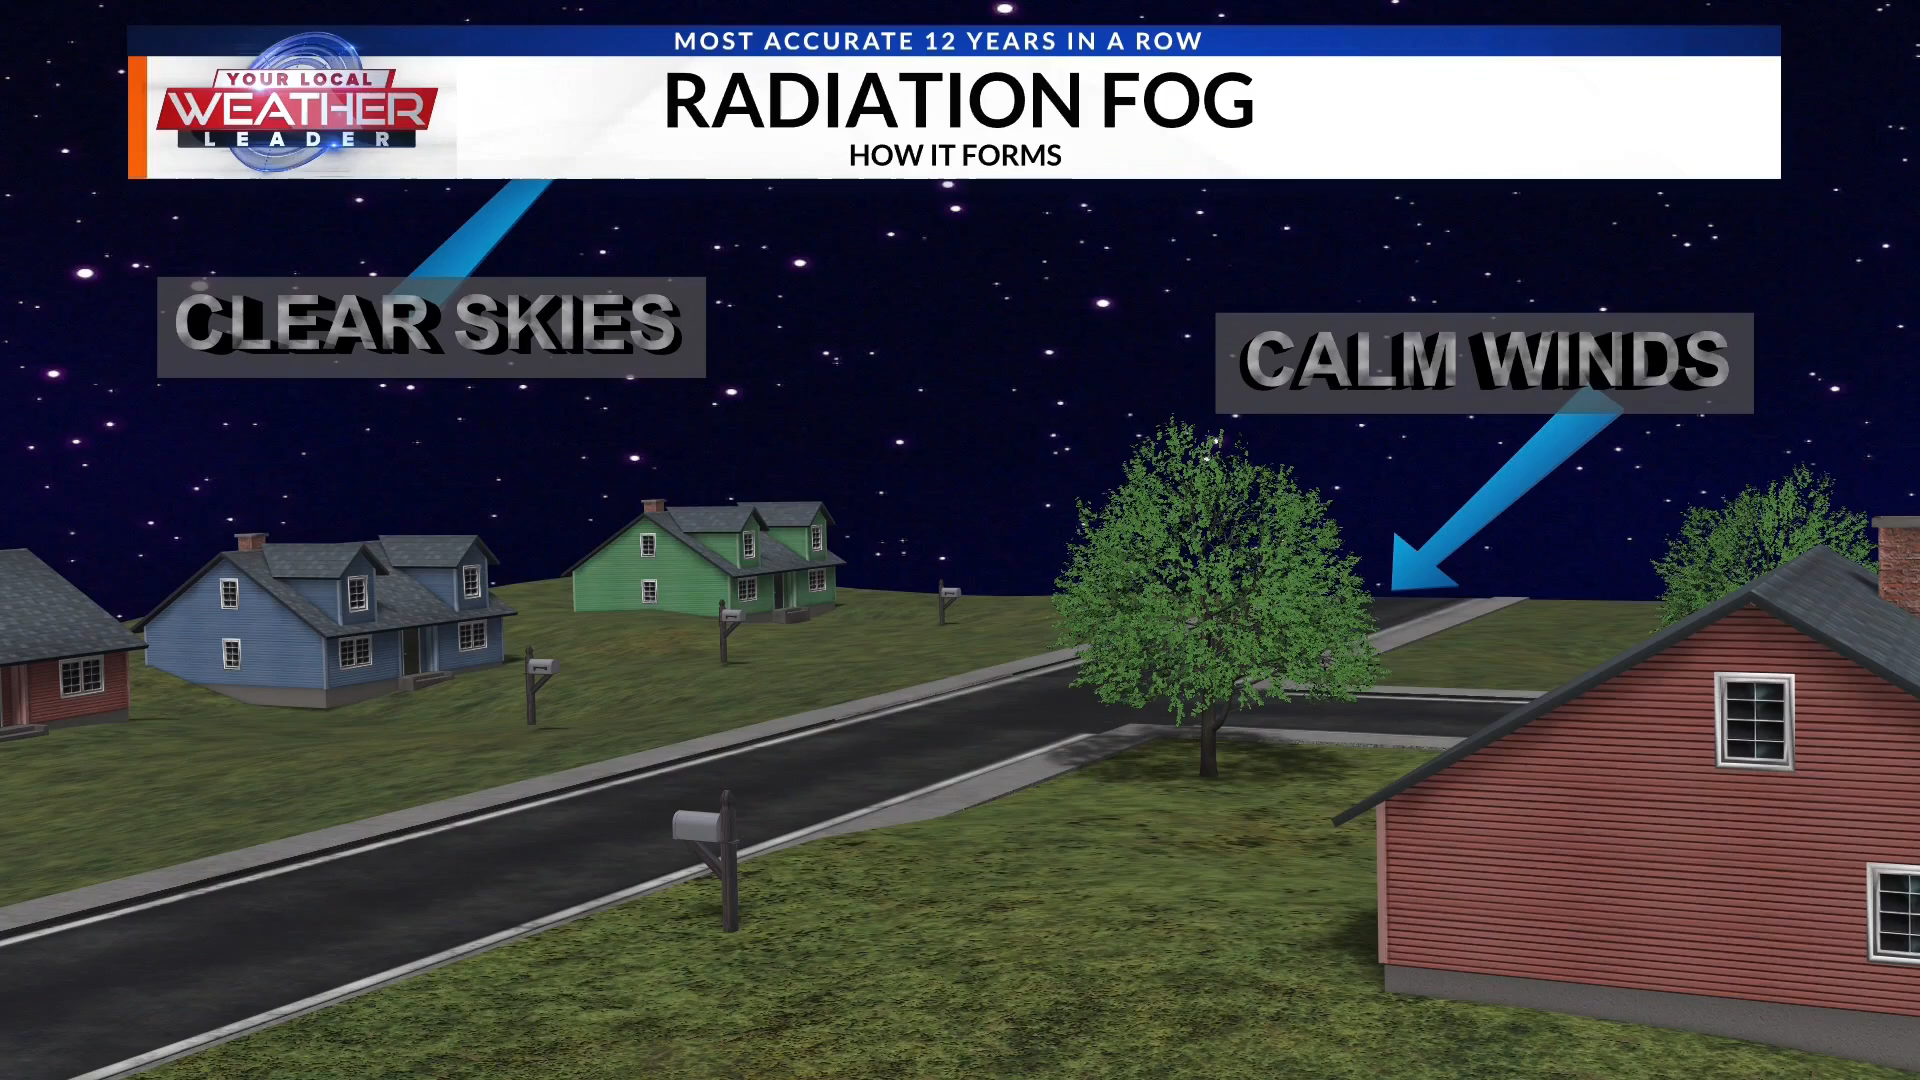 MOST ACCURATE 12 YEARS IN A ROW
YOUR LOCAL
WEATHER
LEADER
RADIATION FOG
HOW IT FORMS
CLEAR SKIES
CALM WINDS